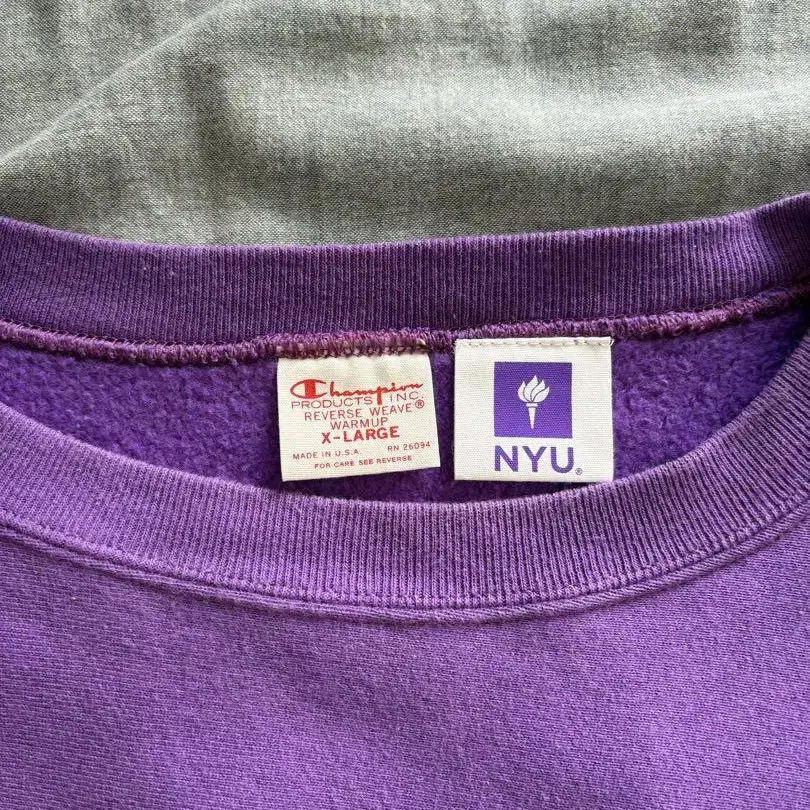 Champion
PRODUCTS INC.
REVERSE WEAVE®
WARMUP
X-LARGE
MADE IN U.S.A. RN 26094
FOR CARE SEE REVERSE
NYU®